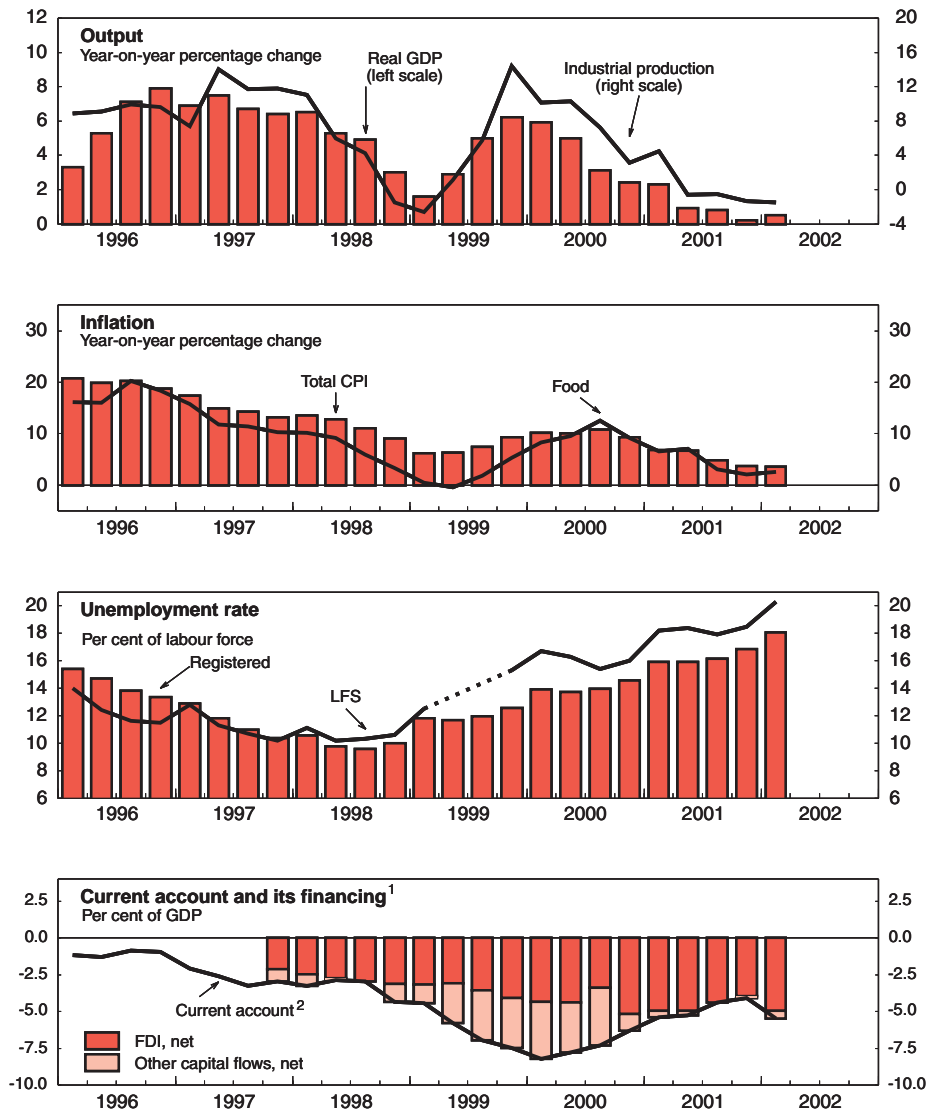 Output
Year-on-year percentage change
Real GDP
(left scale)
Industrial production
(right scale)
12
10
8
6
4
2
0
20
16
12
8
4
0
-4
1996 1997 1998 1999 2000 2001 2002
Inflation
Year-on-year percentage change
Total CPI
Food
30
20
10
0
30
20
10
0
1996 1997 1998 1999 2000 2001 2002
Unemployment rate
Per cent of labour force
Registered
LFS
20
18
16
14
12
10
8
6
20
18
16
14
12
10
8
6
1996 1997 1998 1999 2000 2001 2002
Current account and its financing¹
Per cent of GDP
Current account²
FDI, net
Other capital flows, net
2.5
0.0
-2.5
-5.0
-7.5
-10.0
2.5
0.0
-2.5
-5.0
-7.5
-10.0
1996 1997 1998 1999 2000 2001 2002